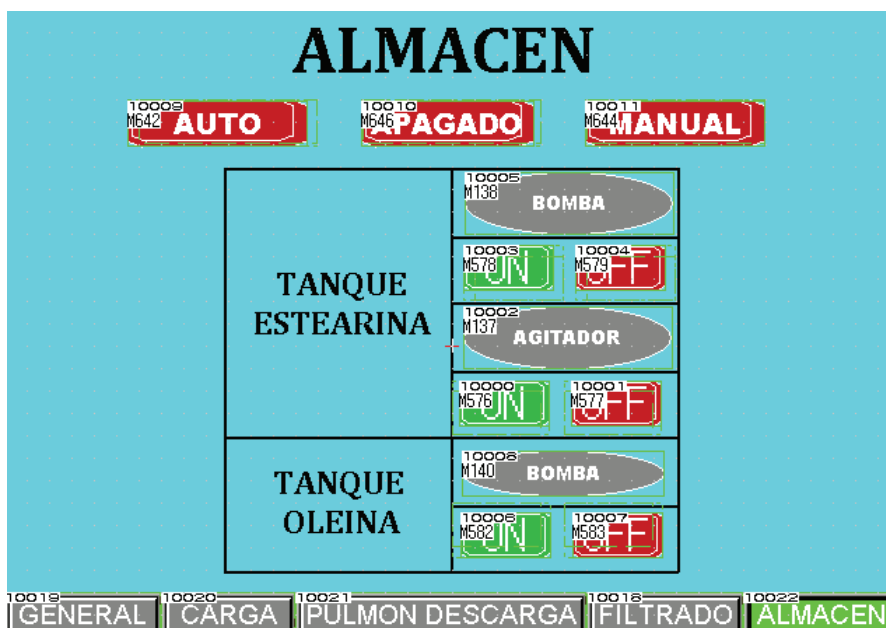 ALMACEN
10009 10010 10011
M642 AUTO M646 APAGADO M644 MANUAL
10005
M138 BOMBA
10003 10004
M578 ON M579 OFF
TANQUE
ESTEARINA
10002
M137 AGITADOR
10000 10001
M576 ON M577 OFF
10008
M140 BOMBA
TANQUE
OLEINA
10006 10007
M582 ON M583 OFF
10019 10020 10021 10018 10022
GENERAL CARGA PULMON DESCARGA FILTRADO ALMACEN